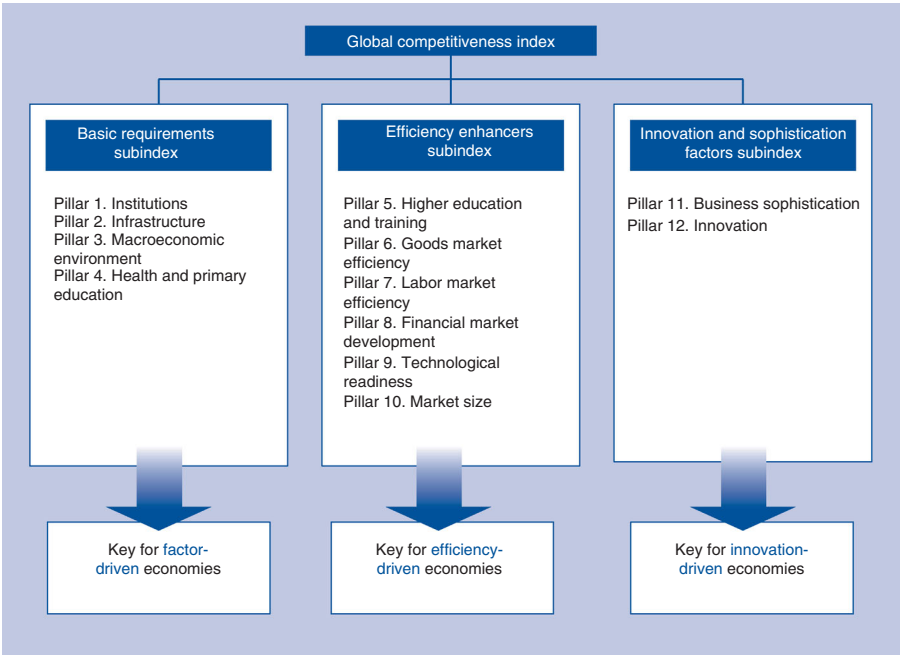 Global competitiveness index
Basic requirements
subindex
Pillar 1. Institutions
Pillar 2. Infrastructure
Pillar 3. Macroeconomic
environment
Pillar 4. Health and primary
education
Key for factor-
driven economies
Efficiency enhancers
subindex
Pillar 5. Higher education
and training
Pillar 6. Goods market
efficiency
Pillar 7. Labor market
efficiency
Pillar 8. Financial market
development
Pillar 9. Technological
readiness
Pillar 10. Market size
Key for efficiency-
driven economies
Innovation and sophistication
factors subindex
Pillar 11. Business sophistication
Pillar 12. Innovation
Key for innovation-
driven economies